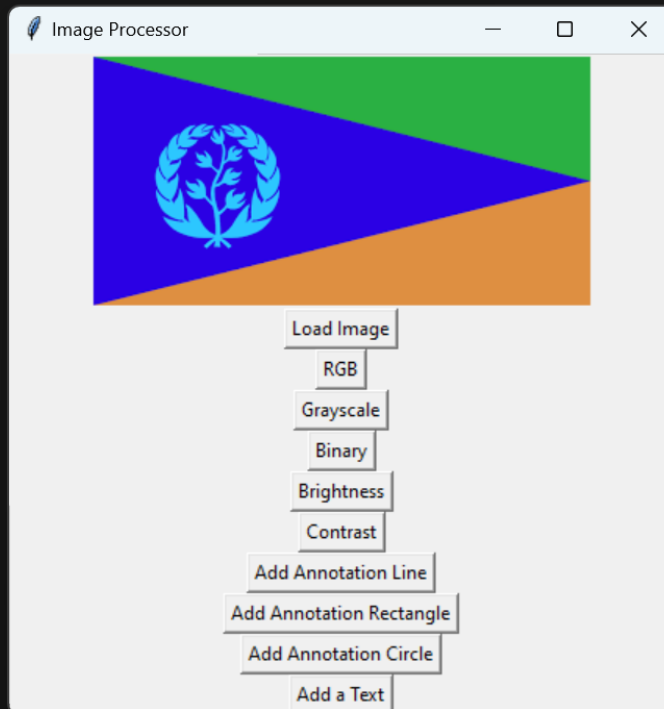 Image Processor
Load Image
RGB
Grayscale
Binary
Brightness
Contrast
Add Annotation Line
Add Annotation Rectangle
Add Annotation Circle
Add a Text